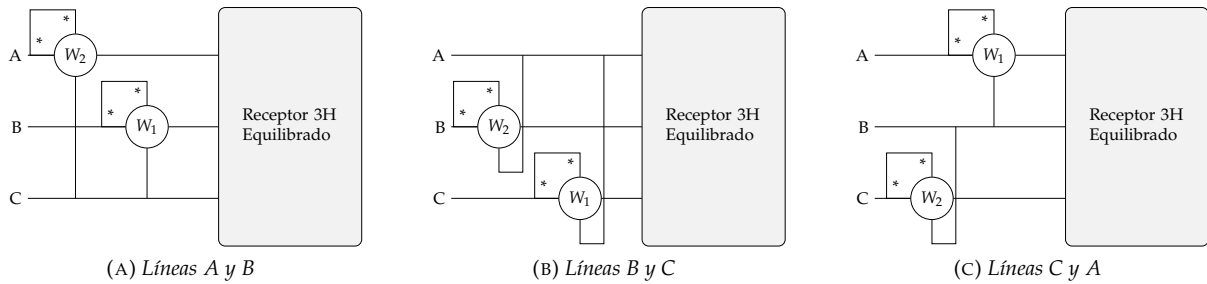 A
*
*
W2
B
*
*
W1
C
Receptor 3H
Equilibrado
(A) Líneas A y B
A
B
*
*
W2
C
*
*
W1
Receptor 3H
Equilibrado
(B) Líneas B y C
A
*
*
W1
B
C
*
*
W2
Receptor 3H
Equilibrado
(C) Líneas C y A